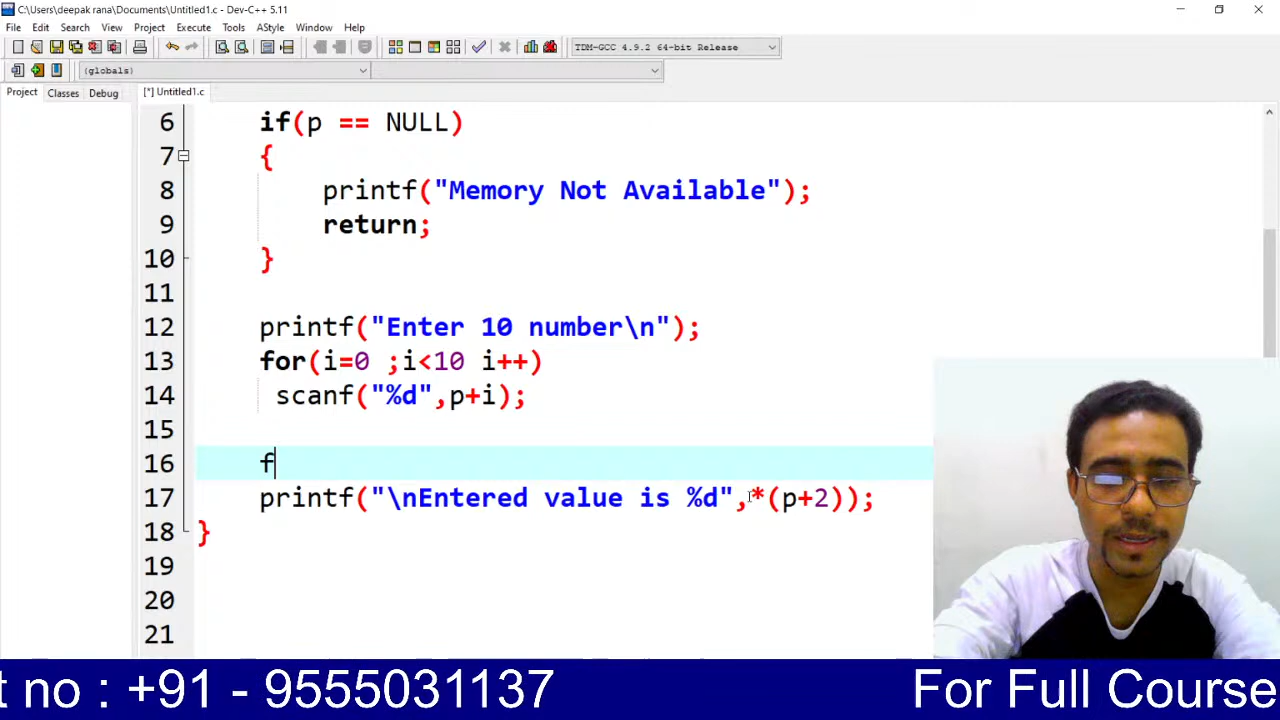 C:\Users\deepak rana\Documents\Untitled1.c - Dev-C++ 5.11
File Edit Search View Project Execute Tools AStyle Window Help
TDM-GCC 4.9.2 64-bit Release
(globals)
Project Classes Debug [*] Untitled1.c
6 if(p == NULL)
7 {
8 printf("Memory Not Available");
9 return;
10 }
11
12 printf("Enter 10 number\n");
13 for(i=0 ;i<10 i++)
14 scanf("%d",p+i);
15
16 f
17 printf("\nEntered value is %d",*(p+2));
18 }
19
20
21
t no : +91 - 9555031137 For Full Course